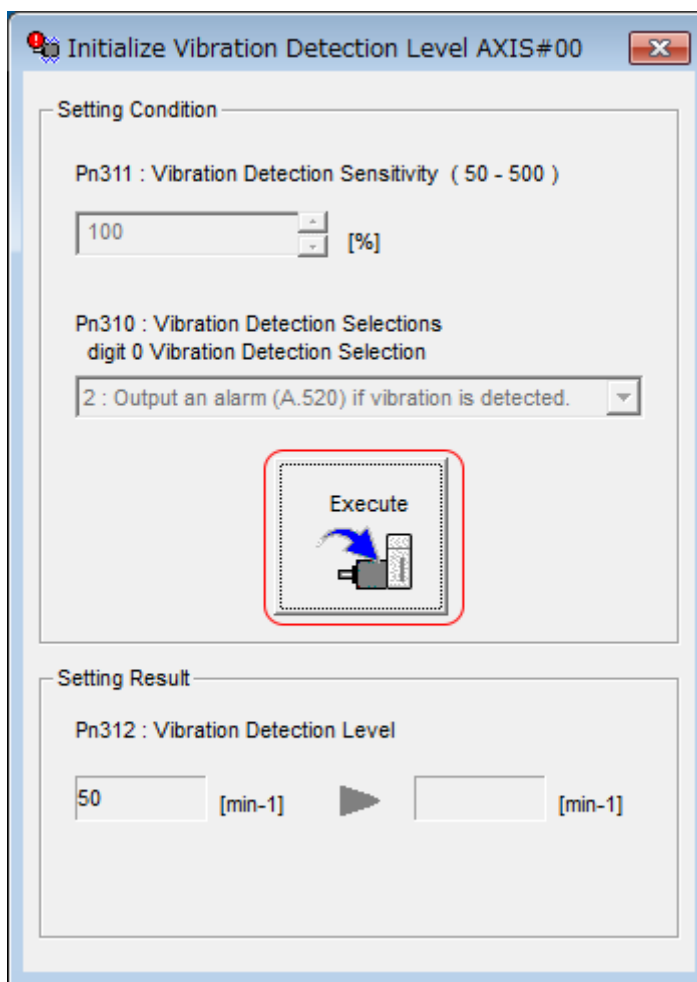 Initialize Vibration Detection Level AXIS#00
Setting Condition
Pn311 : Vibration Detection Sensitivity ( 50 - 500 )
100
[%]
Pn310 : Vibration Detection Selections
digit 0 Vibration Detection Selection
2 : Output an alarm (A.520) if vibration is detected.
Execute
Setting Result
Pn312 : Vibration Detection Level
50 [min-1] [min-1]